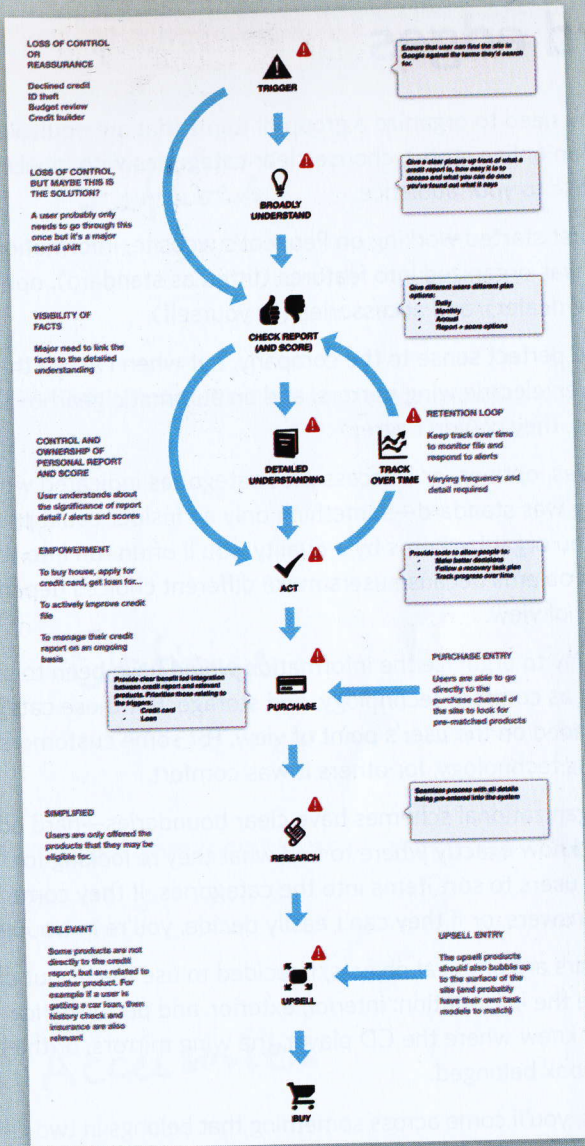 LOSS OF CONTROL
OR
REASSURANCE
Declined credit
ID theft
Budget review
Credit builder
TRIGGER
Ensure that user can find the site in
Google against the terms they'd search
for.
LOSS OF CONTROL,
BUT MAYBE THIS IS
THE SOLUTION?
A user probably only
needs to go through this
once but it's a major
mental shift
BROADLY
UNDERSTAND
Give a clear picture up front of what a
credit report is, how easy it is to
access and what you can do once
you've found out what it says
VISIBILITY OF
FACTS
Major need to link the
facts to the detailed
understanding
CHECK REPORT
(AND SCORE)
Give different users different plan
options:
• Daily
• Monthly
• Annual
• Report + score options
CONTROL AND
OWNERSHIP OF
PERSONAL REPORT
AND SCORE
User understands about
the significance of report
detail / alerts and scores
DETAILED
UNDERSTANDING
TRACK
OVER TIME
RETENTION LOOP
Keep track over time
to monitor file and
respond to alerts
Varying frequency and
detail required
EMPOWERMENT
To buy house, apply for
credit card, get loan for...
To actively improve credit
file
To manage their credit
report on an ongoing
basis
ACT
Provide tools to allow people to:
• Make better decisions
• Follow a recovery task plan
• Track progress
Provide clear benefit led integration
between credit report and relevant
products. Prioritise those relating to
the triggers:
• Credit card
• Loan
PURCHASE
PURCHASE ENTRY
Users are able to go
directly to the
purchase channel of
the site to look for
pre-matched products
SIMPLIFIED
Users are only offered the
products that they may be
eligible for.
RESEARCH
Seamless process with all details
being pre-entered into the system
RELEVANT
Some products are not
directly to the credit
report, but are related to
another product. For
example if a user is
getting a car loan, then
history check and
insurance are also
relevant
UPSELL
UPSELL ENTRY
The upsell products
should also bubble up
to the surface of the
site (and probably
have their own task
models to match)
BUY